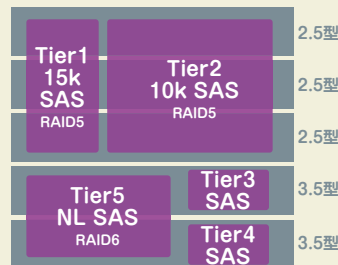 Tier1
15k
SAS
RAID5
Tier2
10k SAS
RAID5
2.5型
2.5型
2.5型
Tier5
NL SAS
RAID6
Tier3
SAS
Tier4
SAS
3.5型
3.5型